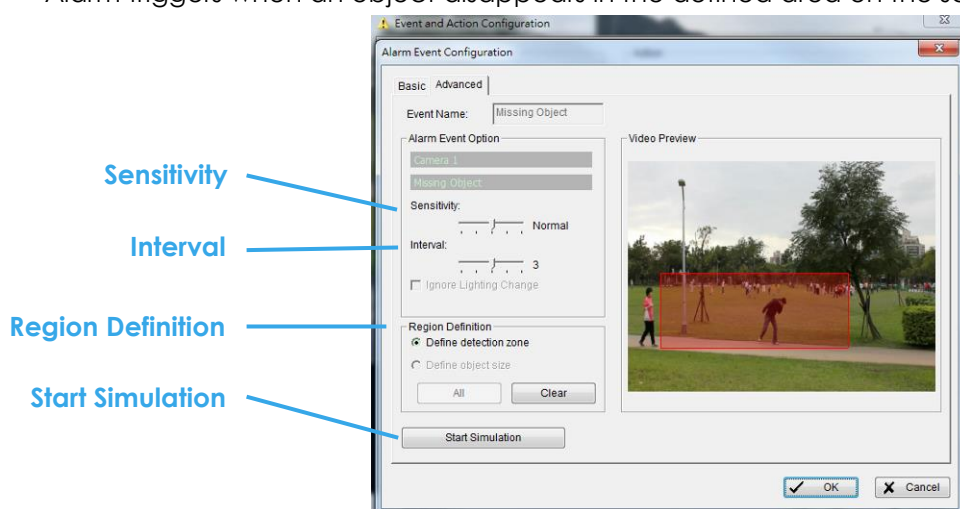 Alarm triggers when an object disappears in the defined area on the
Event and Action Configuration
Alarm Event Configuration
Basic Advanced
Event Name: Missing Object
Alarm Event Option
Camera 1
Missing Object
Sensitivity:
Normal
Interval:
3
Ignore Lighting Change
Region Definition
Define detection zone
Define object size
All Clear
Start Simulation
Video Preview
OK Cancel
Sensitivity
Interval
Region Definition
Start Simulation